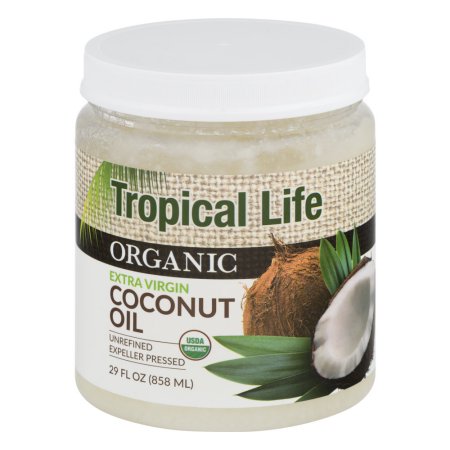 Tropical Life
ORGANIC
EXTRA VIRGIN
COCONUT
OIL
UNREFINED
EXPELLER PRESSED
USDA
ORGANIC
29 FL OZ (858 ML)